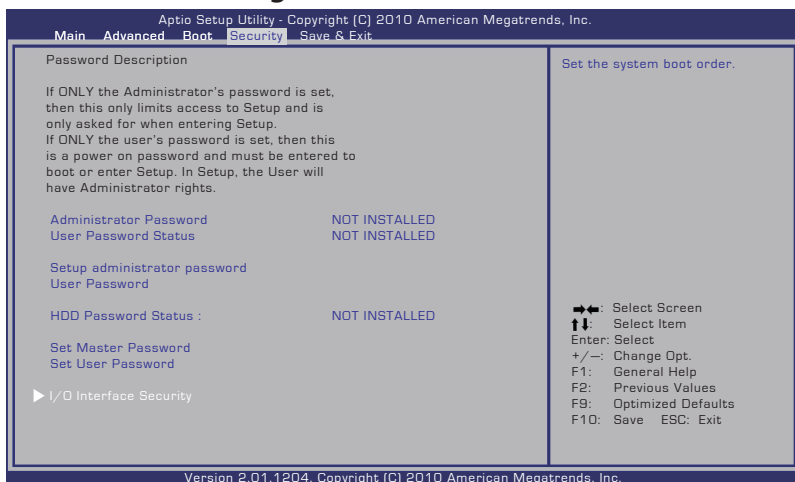 Aptio Setup Utility - Copyright (C) 2010 American Megatrends, Inc.
Main Advanced Boot Security Save & Exit
Password Description
If ONLY the Administrator's password is set,
then this only limits access to Setup and is
only asked for when entering Setup.
If ONLY the user's password is set, then this
is a power on password and must be entered to
boot or enter Setup. In Setup, the User will
have Administrator rights.
Administrator Password NOT INSTALLED
User Password Status NOT INSTALLED
Setup administrator password
User Password
HDD Password Status : NOT INSTALLED
Set Master Password
Set User Password
▶ I/O Interface Security
Set the system boot order.
➡⬅: Select Screen
⬆⬇: Select Item
Enter: Select
+/—: Change Opt.
F1: General Help
F2: Previous Values
F9: Optimized Defaults
F10: Save ESC: Exit
Version 2.01.1204. Copyright (C) 2010 American Megatrends, Inc.